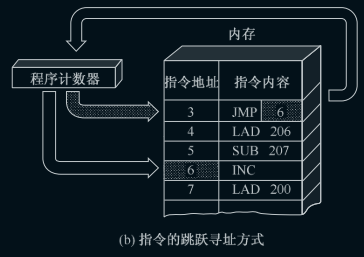 内存
程序计数器
指令地址 指令内容
3 JMP 6
4 LAD 206
5 SUB 207
6 INC
7 LAD 200
(b) 指令的跳跃寻址方式